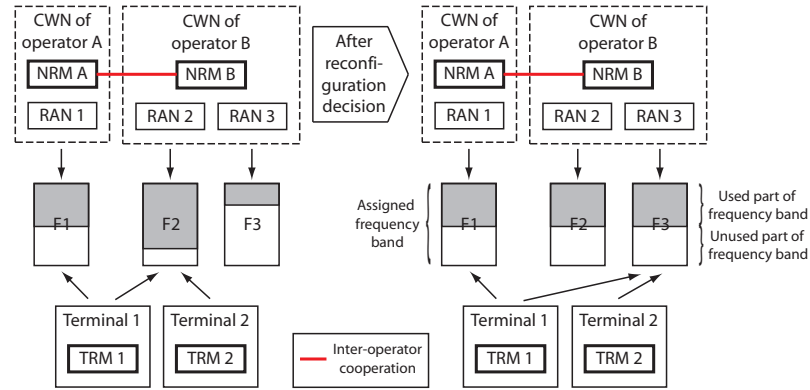 CWN of
operator A
NRM A
RAN 1
CWN of
operator B
NRM B
RAN 2
RAN 3
After
reconfi-
guration
decision
CWN of
operator A
NRM A
RAN 1
CWN of
operator B
NRM B
RAN 2
RAN 3
F1
F2
F3
Assigned
frequency
band
F1
F2
F3
Used part of
frequency band
Unused part of
frequency band
Terminal 1
TRM 1
Terminal 2
TRM 2
Inter-operator
cooperation
Terminal 1
TRM 1
Terminal 2
TRM 2